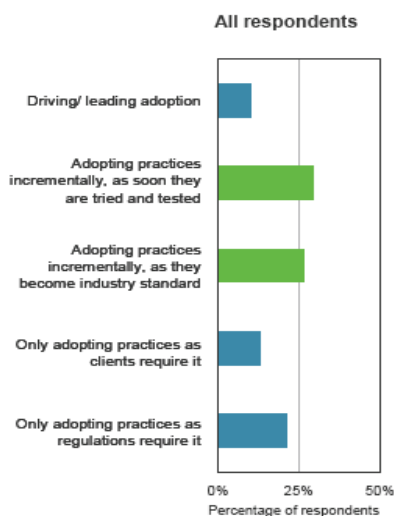 All respondents
Driving/ leading adoption
Adopting practices
incrementally, as soon they
are tried and tested
Adopting practices
incrementally, as they
become industry standard
Only adopting practices as
clients require it
Only adopting practices as
regulations require it
0% 25% 50%
Percentage of respondents